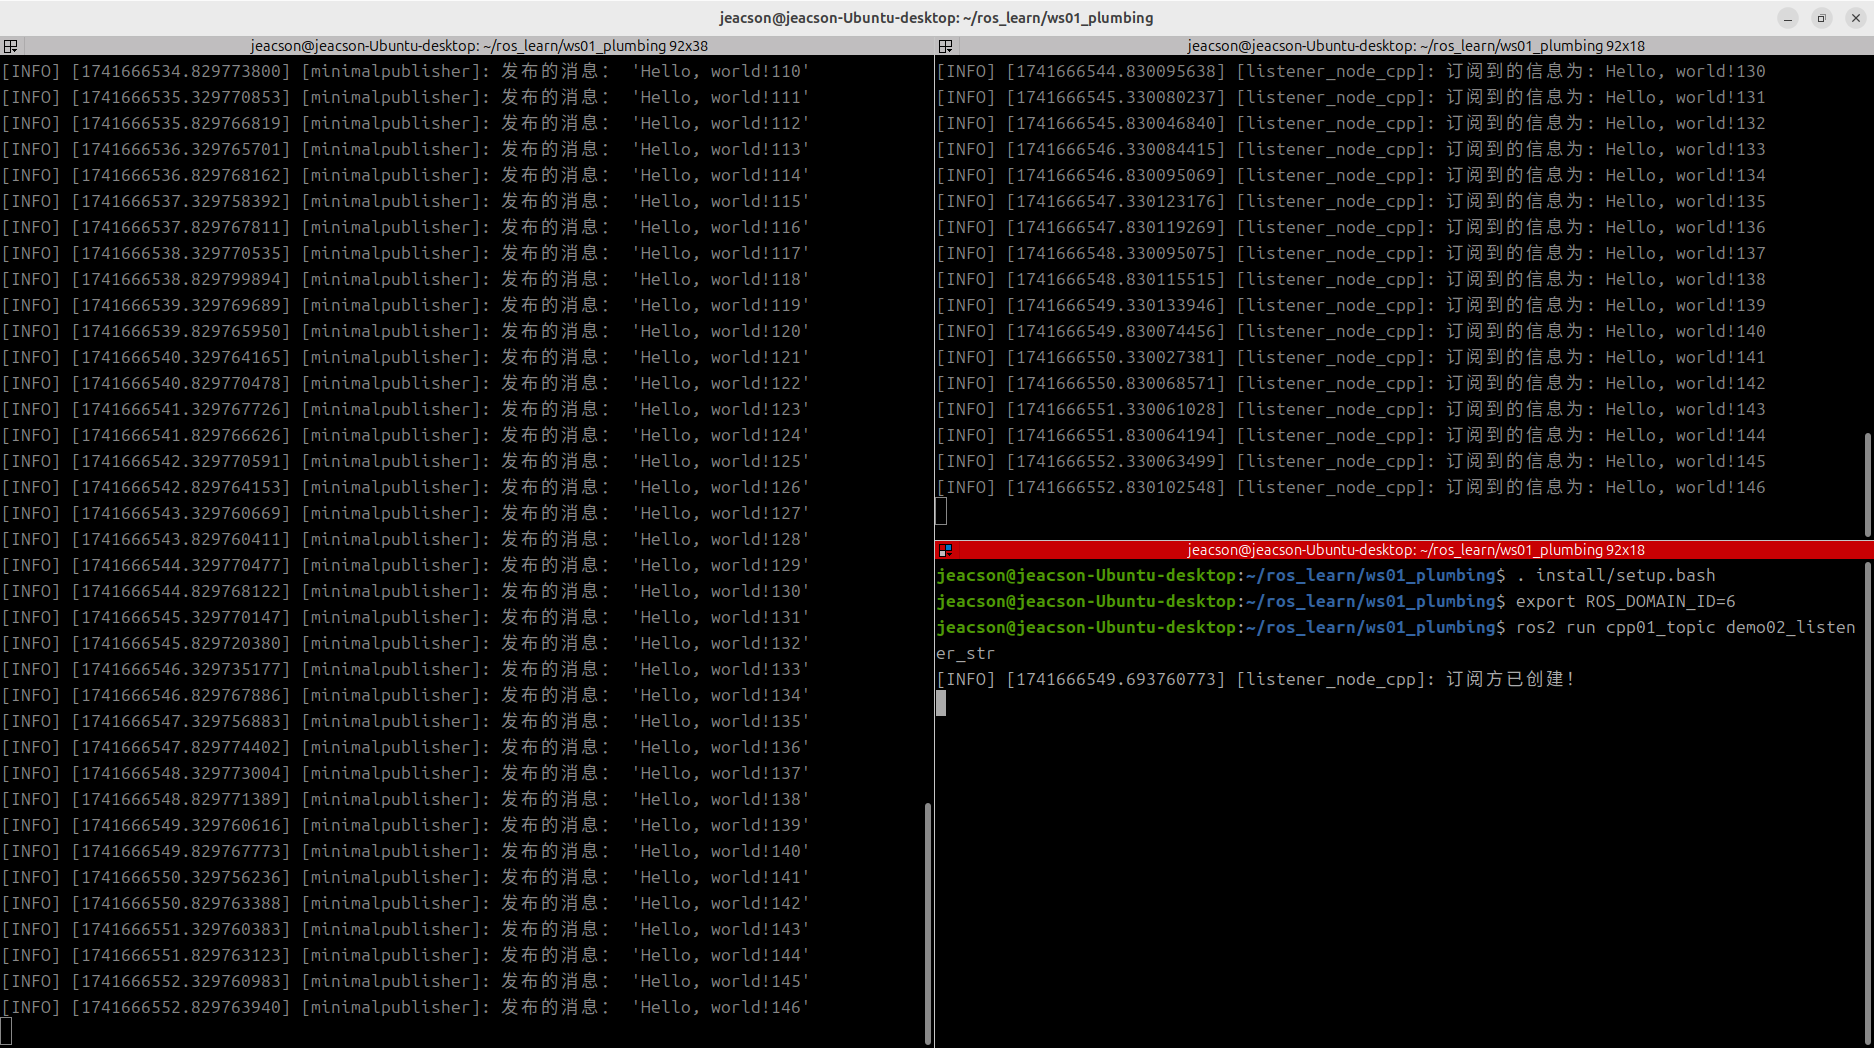 jeacson@jeacson-Ubuntu-desktop: ~/ros_learn/ws01_plumbing
jeacson@jeacson-Ubuntu-desktop: ~/ros_learn/ws01_plumbing 92x38
[INFO] [1741666534.829773800] [minimalpublisher]: 发布的消息： 'Hello, world!110'
[INFO] [1741666535.329770853] [minimalpublisher]: 发布的消息： 'Hello, world!111'
[INFO] [1741666535.829766819] [minimalpublisher]: 发布的消息： 'Hello, world!112'
[INFO] [1741666536.329765701] [minimalpublisher]: 发布的消息： 'Hello, world!113'
[INFO] [1741666536.829768162] [minimalpublisher]: 发布的消息： 'Hello, world!114'
[INFO] [1741666537.329758392] [minimalpublisher]: 发布的消息： 'Hello, world!115'
[INFO] [1741666537.829767811] [minimalpublisher]: 发布的消息： 'Hello, world!116'
[INFO] [1741666538.329770535] [minimalpublisher]: 发布的消息： 'Hello, world!117'
[INFO] [1741666538.829799894] [minimalpublisher]: 发布的消息： 'Hello, world!118'
[INFO] [1741666539.329769689] [minimalpublisher]: 发布的消息： 'Hello, world!119'
[INFO] [1741666539.829765950] [minimalpublisher]: 发布的消息： 'Hello, world!120'
[INFO] [1741666540.329764165] [minimalpublisher]: 发布的消息： 'Hello, world!121'
[INFO] [1741666540.829770478] [minimalpublisher]: 发布的消息： 'Hello, world!122'
[INFO] [1741666541.329767726] [minimalpublisher]: 发布的消息： 'Hello, world!123'
[INFO] [1741666541.829766626] [minimalpublisher]: 发布的消息： 'Hello, world!124'
[INFO] [1741666542.329770591] [minimalpublisher]: 发布的消息： 'Hello, world!125'
[INFO] [1741666542.829764153] [minimalpublisher]: 发布的消息： 'Hello, world!126'
[INFO] [1741666543.329760669] [minimalpublisher]: 发布的消息： 'Hello, world!127'
[INFO] [1741666543.829760411] [minimalpublisher]: 发布的消息： 'Hello, world!128'
[INFO] [1741666544.329770477] [minimalpublisher]: 发布的消息： 'Hello, world!129'
[INFO] [1741666544.829768122] [minimalpublisher]: 发布的消息： 'Hello, world!130'
[INFO] [1741666545.329770147] [minimalpublisher]: 发布的消息： 'Hello, world!131'
[INFO] [1741666545.829720380] [minimalpublisher]: 发布的消息： 'Hello, world!132'
[INFO] [1741666546.329735177] [minimalpublisher]: 发布的消息： 'Hello, world!133'
[INFO] [1741666546.829767886] [minimalpublisher]: 发布的消息： 'Hello, world!134'
[INFO] [1741666547.329756883] [minimalpublisher]: 发布的消息： 'Hello, world!135'
[INFO] [1741666547.829774402] [minimalpublisher]: 发布的消息： 'Hello, world!136'
[INFO] [1741666548.329773004] [minimalpublisher]: 发布的消息： 'Hello, world!137'
[INFO] [1741666548.829771389] [minimalpublisher]: 发布的消息： 'Hello, world!138'
[INFO] [1741666549.329760616] [minimalpublisher]: 发布的消息： 'Hello, world!139'
[INFO] [1741666549.829767773] [minimalpublisher]: 发布的消息： 'Hello, world!140'
[INFO] [1741666550.329756236] [minimalpublisher]: 发布的消息： 'Hello, world!141'
[INFO] [1741666550.829763388] [minimalpublisher]: 发布的消息： 'Hello, world!142'
[INFO] [1741666551.329760383] [minimalpublisher]: 发布的消息： 'Hello, world!143'
[INFO] [1741666551.829763123] [minimalpublisher]: 发布的消息： 'Hello, world!144'
[INFO] [1741666552.329760983] [minimalpublisher]: 发布的消息： 'Hello, world!145'
[INFO] [1741666552.829763940] [minimalpublisher]: 发布的消息： 'Hello, world!146'
jeacson@jeacson-Ubuntu-desktop: ~/ros_learn/ws01_plumbing 92x18
[INFO] [1741666544.830095638] [listener_node_cpp]: 订阅到的信息为: Hello, world!130
[INFO] [1741666545.330080237] [listener_node_cpp]: 订阅到的信息为: Hello, world!131
[INFO] [1741666545.830046840] [listener_node_cpp]: 订阅到的信息为: Hello, world!132
[INFO] [1741666546.330084415] [listener_node_cpp]: 订阅到的信息为: Hello, world!133
[INFO] [1741666546.830095069] [listener_node_cpp]: 订阅到的信息为: Hello, world!134
[INFO] [1741666547.330123176] [listener_node_cpp]: 订阅到的信息为: Hello, world!135
[INFO] [1741666547.830119269] [listener_node_cpp]: 订阅到的信息为: Hello, world!136
[INFO] [1741666548.330095075] [listener_node_cpp]: 订阅到的信息为: Hello, world!137
[INFO] [1741666548.830115515] [listener_node_cpp]: 订阅到的信息为: Hello, world!138
[INFO] [1741666549.330133946] [listener_node_cpp]: 订阅到的信息为: Hello, world!139
[INFO] [1741666549.830074456] [listener_node_cpp]: 订阅到的信息为: Hello, world!140
[INFO] [1741666550.330027381] [listener_node_cpp]: 订阅到的信息为: Hello, world!141
[INFO] [1741666550.830068571] [listener_node_cpp]: 订阅到的信息为: Hello, world!142
[INFO] [1741666551.330061028] [listener_node_cpp]: 订阅到的信息为: Hello, world!143
[INFO] [1741666551.830064194] [listener_node_cpp]: 订阅到的信息为: Hello, world!144
[INFO] [1741666552.330063499] [listener_node_cpp]: 订阅到的信息为: Hello, world!145
[INFO] [1741666552.830102548] [listener_node_cpp]: 订阅到的信息为: Hello, world!146
jeacson@jeacson-Ubuntu-desktop: ~/ros_learn/ws01_plumbing 92x18
jeacson@jeacson-Ubuntu-desktop:~/ros_learn/ws01_plumbing$ . install/setup.bash
jeacson@jeacson-Ubuntu-desktop:~/ros_learn/ws01_plumbing$ export ROS_DOMAIN_ID=6
jeacson@jeacson-Ubuntu-desktop:~/ros_learn/ws01_plumbing$ ros2 run cpp01_topic demo02_listen
er_str
[INFO] [1741666549.693760773] [listener_node_cpp]: 订阅方已创建！